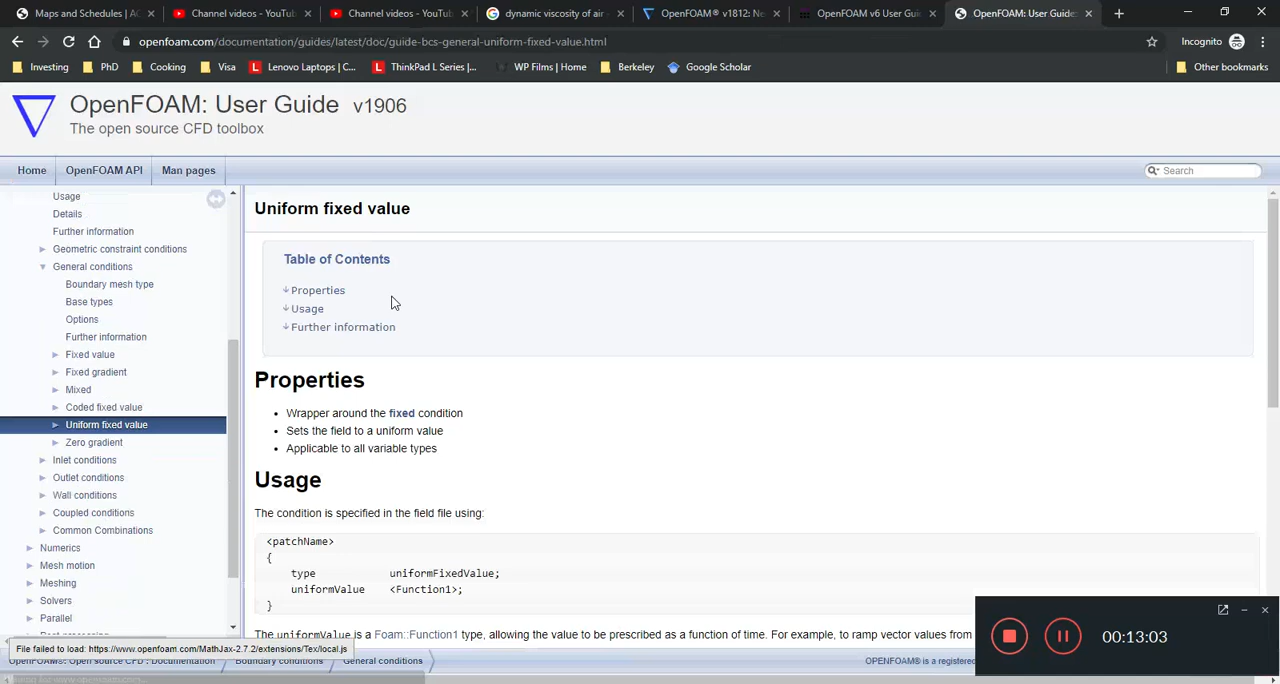 Maps and Schedules | AC
Channel videos - YouTub
Channel videos - YouTub
dynamic viscosity of air -
OpenFOAM® v1812: Ne
OpenFOAM v6 User Gui
OpenFOAM: User Guide:
openfoam.com/documentation/guides/latest/doc/guide-bcs-general-uniform-fixed-value.html
Incognito
Investing
PhD
Cooking
Visa
Lenovo Laptops | C...
ThinkPad L Series |...
WP Films | Home
Berkeley
Google Scholar
Other bookmarks
OpenFOAM: User Guide v1906
The open source CFD toolbox
Home
OpenFOAM API
Man pages
Search
Usage
Details
Further information
Geometric constraint conditions
General conditions
Boundary mesh type
Base types
Options
Further information
Fixed value
Fixed gradient
Mixed
Coded fixed value
Uniform fixed value
Zero gradient
Inlet conditions
Outlet conditions
Wall conditions
Coupled conditions
Common Combinations
Numerics
Mesh motion
Meshing
Solvers
Parallel
Uniform fixed value
Table of Contents
Properties
Usage
Further information
Properties
Wrapper around the fixed condition
Sets the field to a uniform value
Applicable to all variable types
Usage
The condition is specified in the field file using:
<patchName>
{
type uniformFixedValue;
uniformValue <Function1>;
}
The uniformValue is a Foam::Function1 type, allowing the value to be prescribed as a function of time. For example, to ramp vector values from
File failed to load: https://www.openfoam.com/MathJax-2.7.2/extensions/Tex/local.js
OpenFOAM®: Open source CFD : Documentation
Boundary conditions
General conditions
OPENFOAM® is a registered
00:13:03